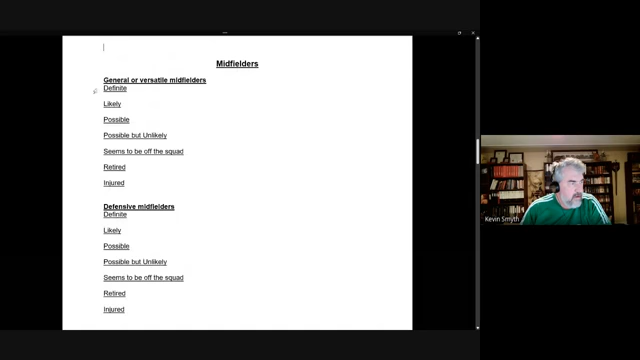 Midfielders
General or versatile midfielders
Definite
Likely
Possible
Possible but Unlikely
Seems to be off the squad
Retired
Injured
Defensive midfielders
Definite
Likely
Possible
Possible but Unlikely
Seems to be off the squad
Retired
Injured
Kevin Smyth